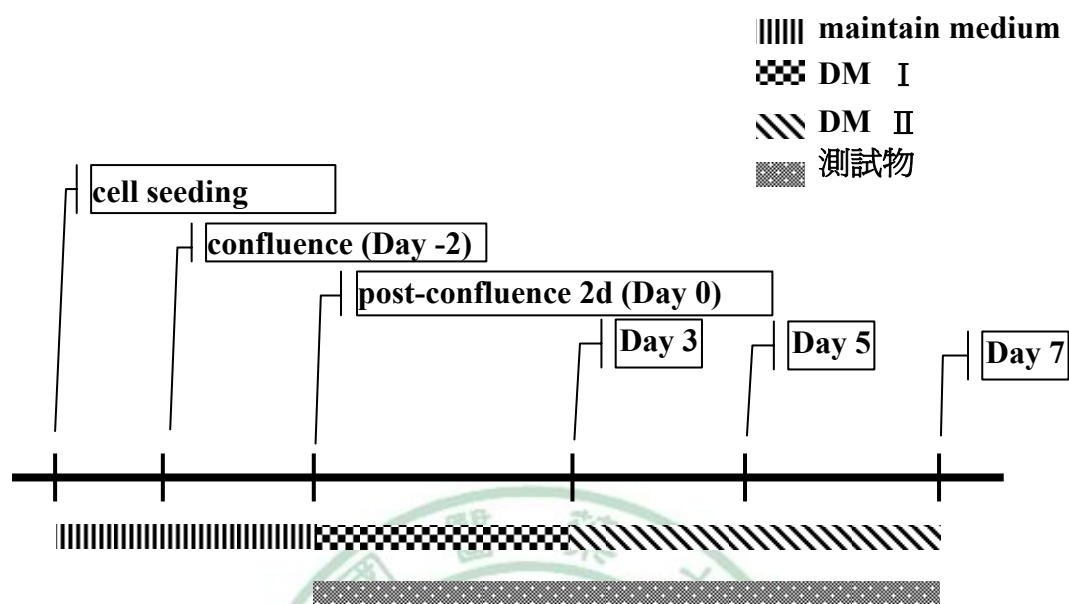 maintain medium
DM Ⅰ
DM Ⅱ
測試物
cell seeding
confluence (Day -2)
post-confluence 2d (Day 0)
Day 3
Day 5
Day 7